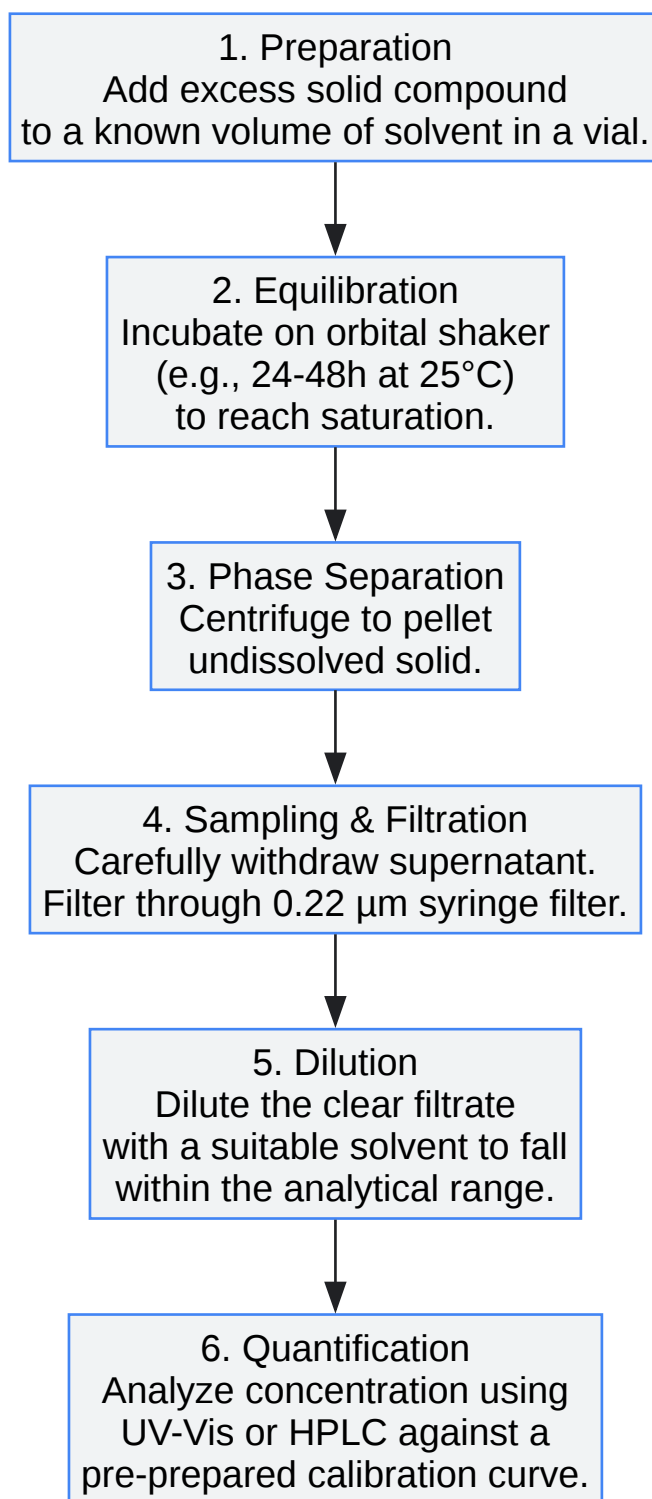 1. Preparation
Add excess solid compound
to a known volume of solvent in a vial.
2. Equilibration
Incubate on orbital shaker
(e.g., 24-48h at 25°C)
to reach saturation.
3. Phase Separation
Centrifuge to pellet
undissolved solid.
4. Sampling & Filtration
Carefully withdraw supernatant.
Filter through 0.22 µm syringe filter.
5. Dilution
Dilute the clear filtrate
with a suitable solvent to fall
within the analytical range.
6. Quantification
Analyze concentration using
UV-Vis or HPLC against a
pre-prepared calibration curve.